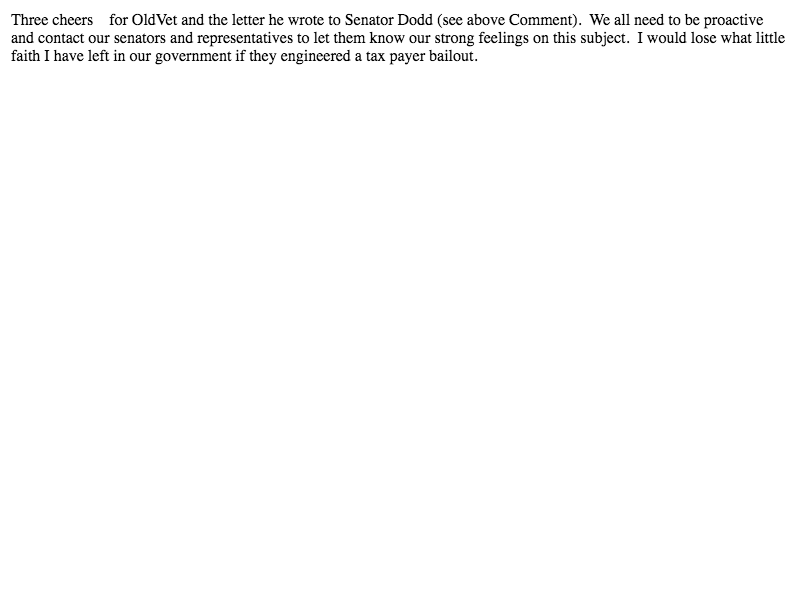 Three cheers    for OldVet and the letter he wrote to Senator Dodd (see above Comment).  We all need to be proactive
and contact our senators and representatives to let them know our strong feelings on this subject.  I would lose what little
faith I have left in our government if they engineered a tax payer bailout.